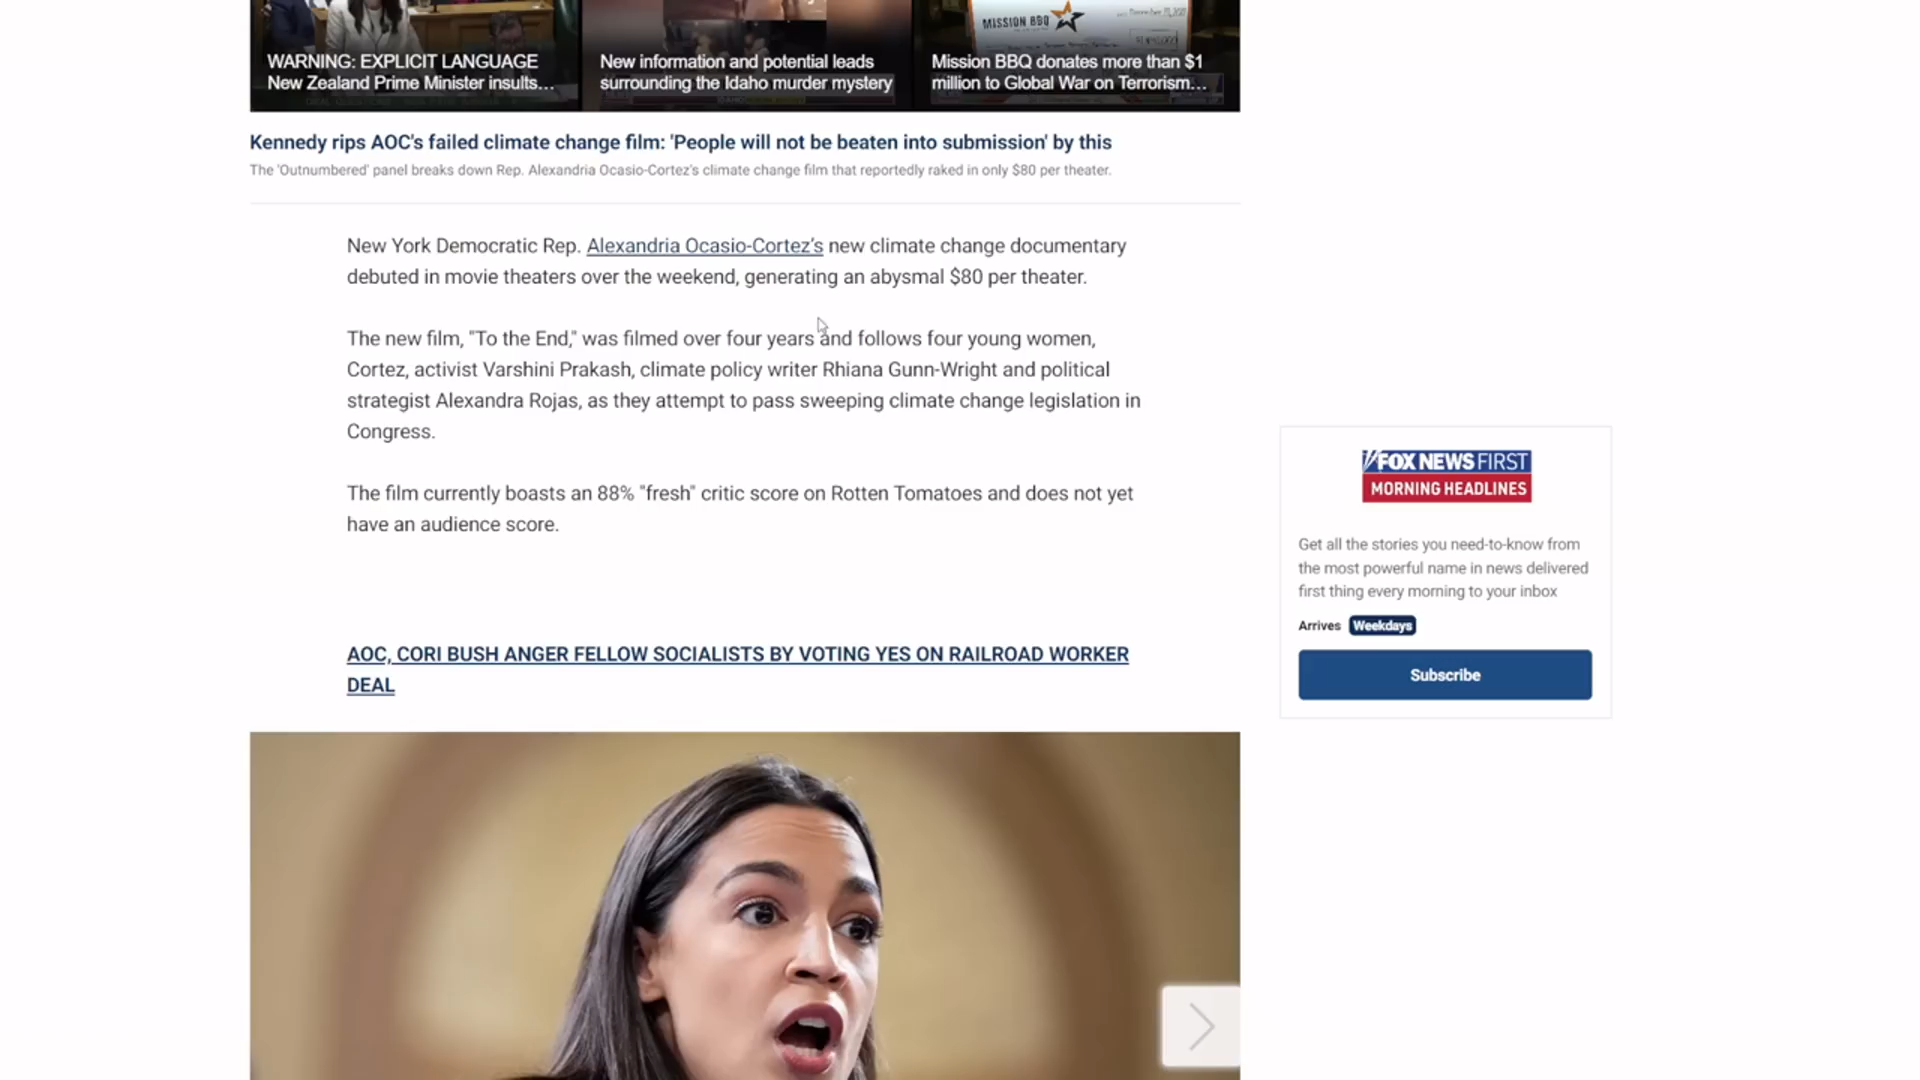 MISSION BBQ
WARNING: EXPLICIT LANGUAGE
New Zealand Prime Minister insults...
New information and potential leads
surrounding the Idaho murder mystery
Mission BBQ donates more than $1
million to Global War on Terrorism...
Kennedy rips AOC's failed climate change film: 'People will not be beaten into submission' by this
The 'Outnumbered' panel breaks down Rep. Alexandria Ocasio-Cortez's climate change film that reportedly raked in only $80 per theater.
New York Democratic Rep. Alexandria Ocasio-Cortez's new climate change documentary
debuted in movie theaters over the weekend, generating an abysmal $80 per theater.
The new film, "To the End," was filmed over four years and follows four young women,
Cortez, activist Varshini Prakash, climate policy writer Rhiana Gunn-Wright and political
strategist Alexandra Rojas, as they attempt to pass sweeping climate change legislation in
Congress.
The film currently boasts an 88% "fresh" critic score on Rotten Tomatoes and does not yet
have an audience score.
AOC, CORI BUSH ANGER FELLOW SOCIALISTS BY VOTING YES ON RAILROAD WORKER
DEAL
FOX NEWS FIRST
MORNING HEADLINES
Get all the stories you need-to-know from
the most powerful name in news delivered
first thing every morning to your inbox
Arrives Weekdays
Subscribe